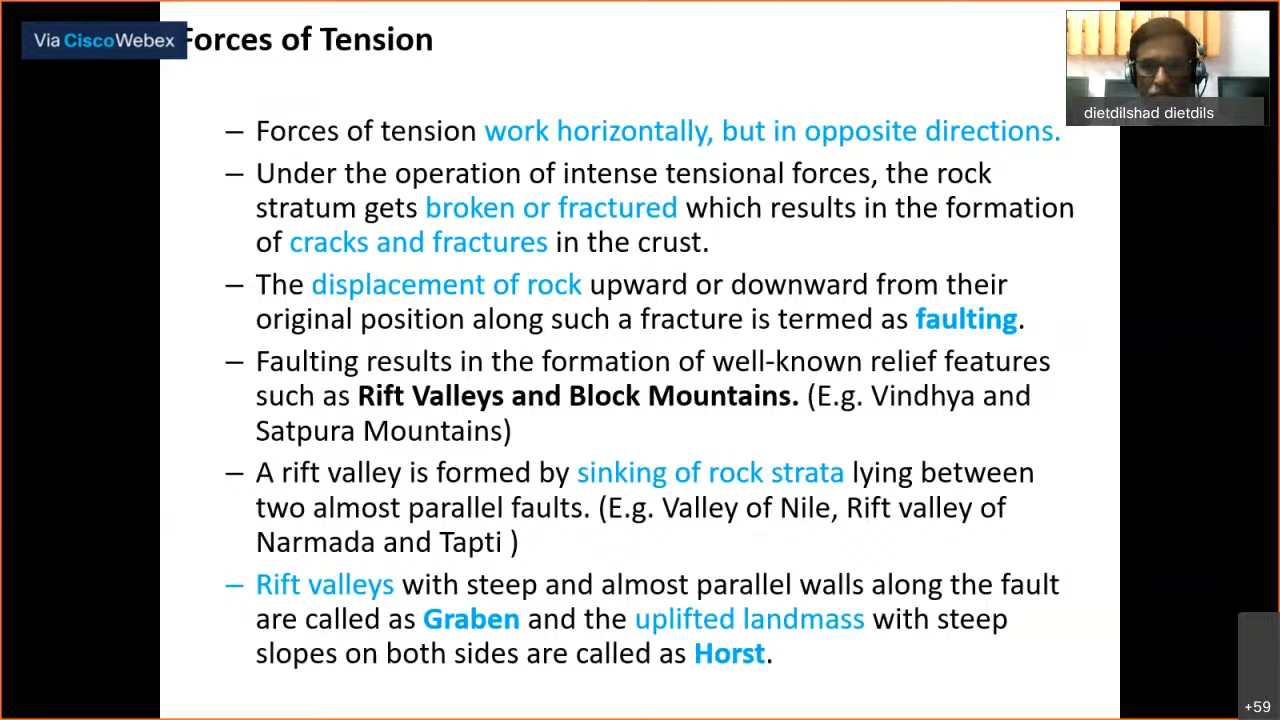 Via CiscoWebex
Forces of Tension
dietdilshad dietdils
– Forces of tension work horizontally, but in opposite directions.
– Under the operation of intense tensional forces, the rock
stratum gets broken or fractured which results in the formation
of cracks and fractures in the crust.
– The displacement of rock upward or downward from their
original position along such a fracture is termed as faulting.
– Faulting results in the formation of well-known relief features
such as Rift Valleys and Block Mountains. (E.g. Vindhya and
Satpura Mountains)
– A rift valley is formed by sinking of rock strata lying between
two almost parallel faults. (E.g. Valley of Nile, Rift valley of
Narmada and Tapti )
– Rift valleys with steep and almost parallel walls along the fault
are called as Graben and the uplifted landmass with steep
slopes on both sides are called as Horst.
+59